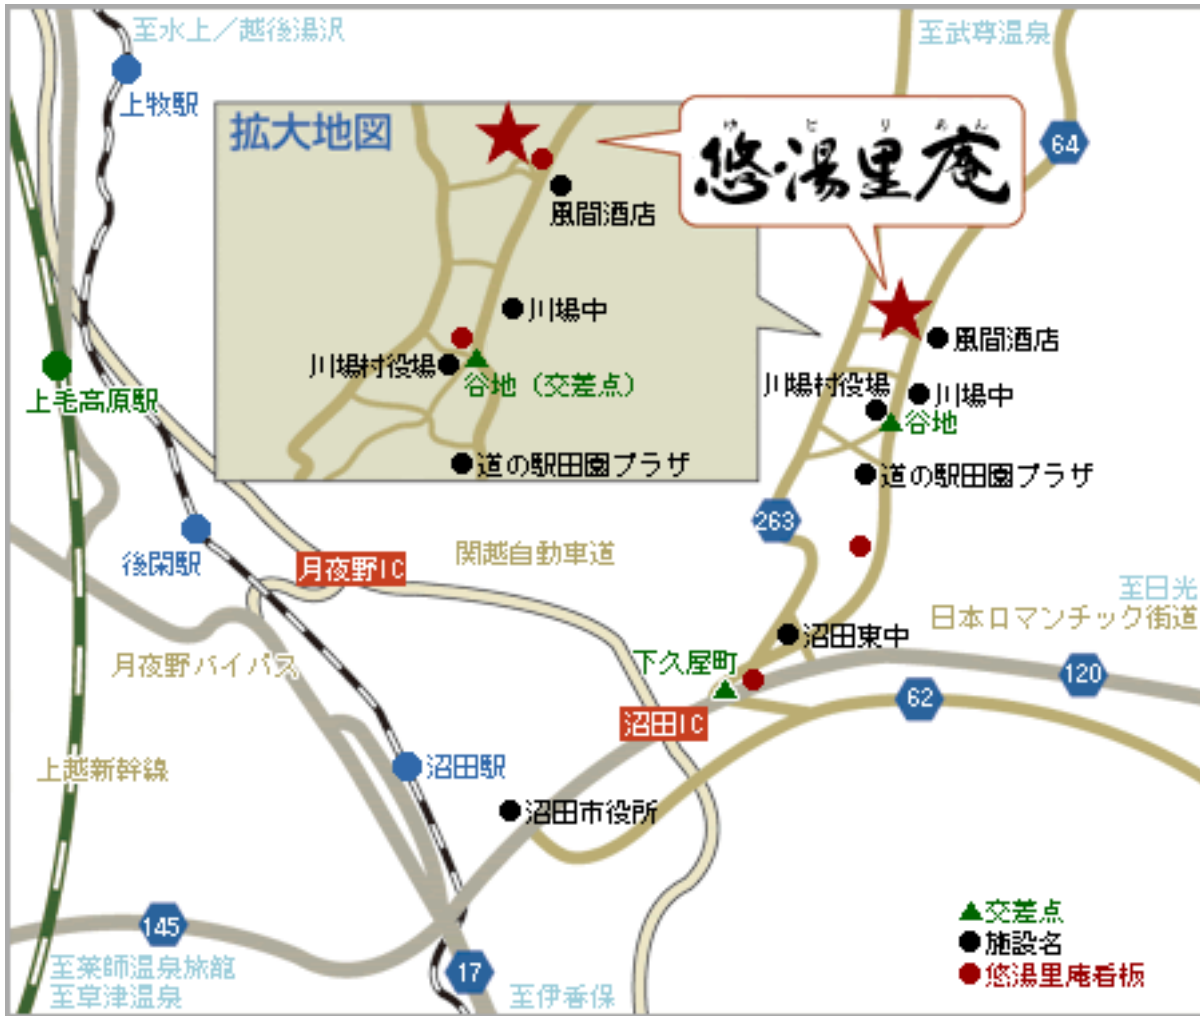 至水上／越後湯沢
至武尊温泉
上牧駅
拡大地図
ゆとりあん
悠湯里庵
64
風間酒店
川場中
川場村役場
谷地（交差点）
道の駅田園プラザ
風間酒店
川場村役場
川場中
谷地
道の駅田園プラザ
上毛高原駅
263
後閑駅
月夜野IC
関越自動車道
至日光
日本ロマンチック街道
沼田東中
下久屋町
月夜野バイパス
120
62
沼田IC
上越新幹線
沼田駅
沼田市役所
145
17
至薬師温泉旅館
至草津温泉
至伊香保
交差点
施設名
悠湯里庵看板